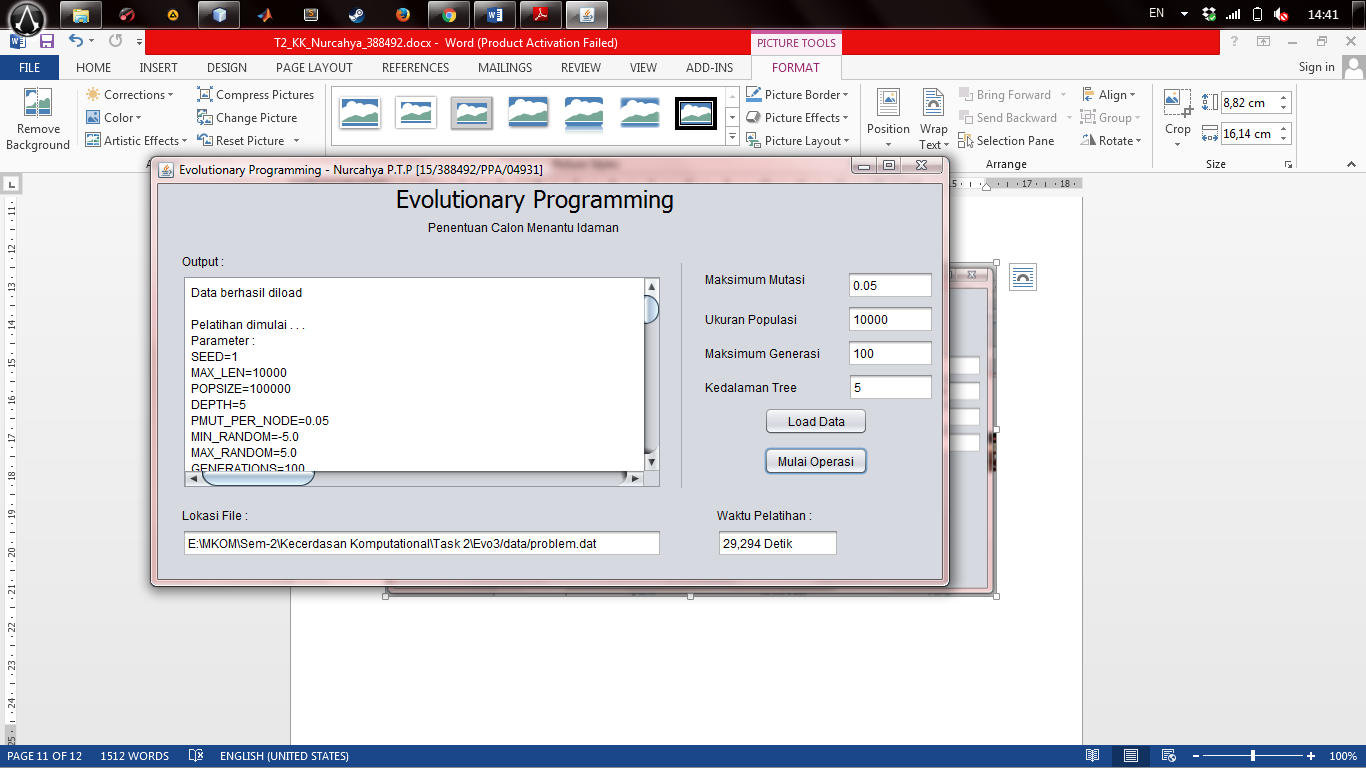 EN 14:41
T2_KK_Nurcahya_388492.docx - Word (Product Activation Failed)
PICTURE TOOLS
FILE HOME INSERT DESIGN PAGE LAYOUT REFERENCES MAILINGS REVIEW VIEW ADD-INS FORMAT Sign in
Remove Background
Corrections
Color
Artistic Effects
Compress Pictures
Change Picture
Reset Picture
Picture Border
Picture Effects
Picture Layout
Position
Wrap Text
Bring Forward
Send Backward
Selection Pane
Align
Group
Rotate
Arrange
Crop
8,82 cm
16,14 cm
Size
Evolutionary Programming - Nurcahya P.T.P [15/388492/PPA/04931]
Evolutionary Programming
Penentuan Calon Menantu Idaman
Output :
Data berhasil diload
Pelatihan dimulai . . .
Parameter :
SEED=1
MAX_LEN=10000
POPSIZE=100000
DEPTH=5
PMUT_PER_NODE=0.05
MIN_RANDOM=-5.0
MAX_RANDOM=5.0
GENERATIONS=100
Maksimum Mutasi 0.05
Ukuran Populasi 10000
Maksimum Generasi 100
Kedalaman Tree 5
Load Data
Mulai Operasi
Lokasi File :
E:\MKOM\Sem-2\Kecerdasan Komputational\Task 2\Evo3/data/problem.dat
Waktu Pelatihan :
29,294 Detik
PAGE 11 OF 12 1512 WORDS ENGLISH (UNITED STATES) 100%